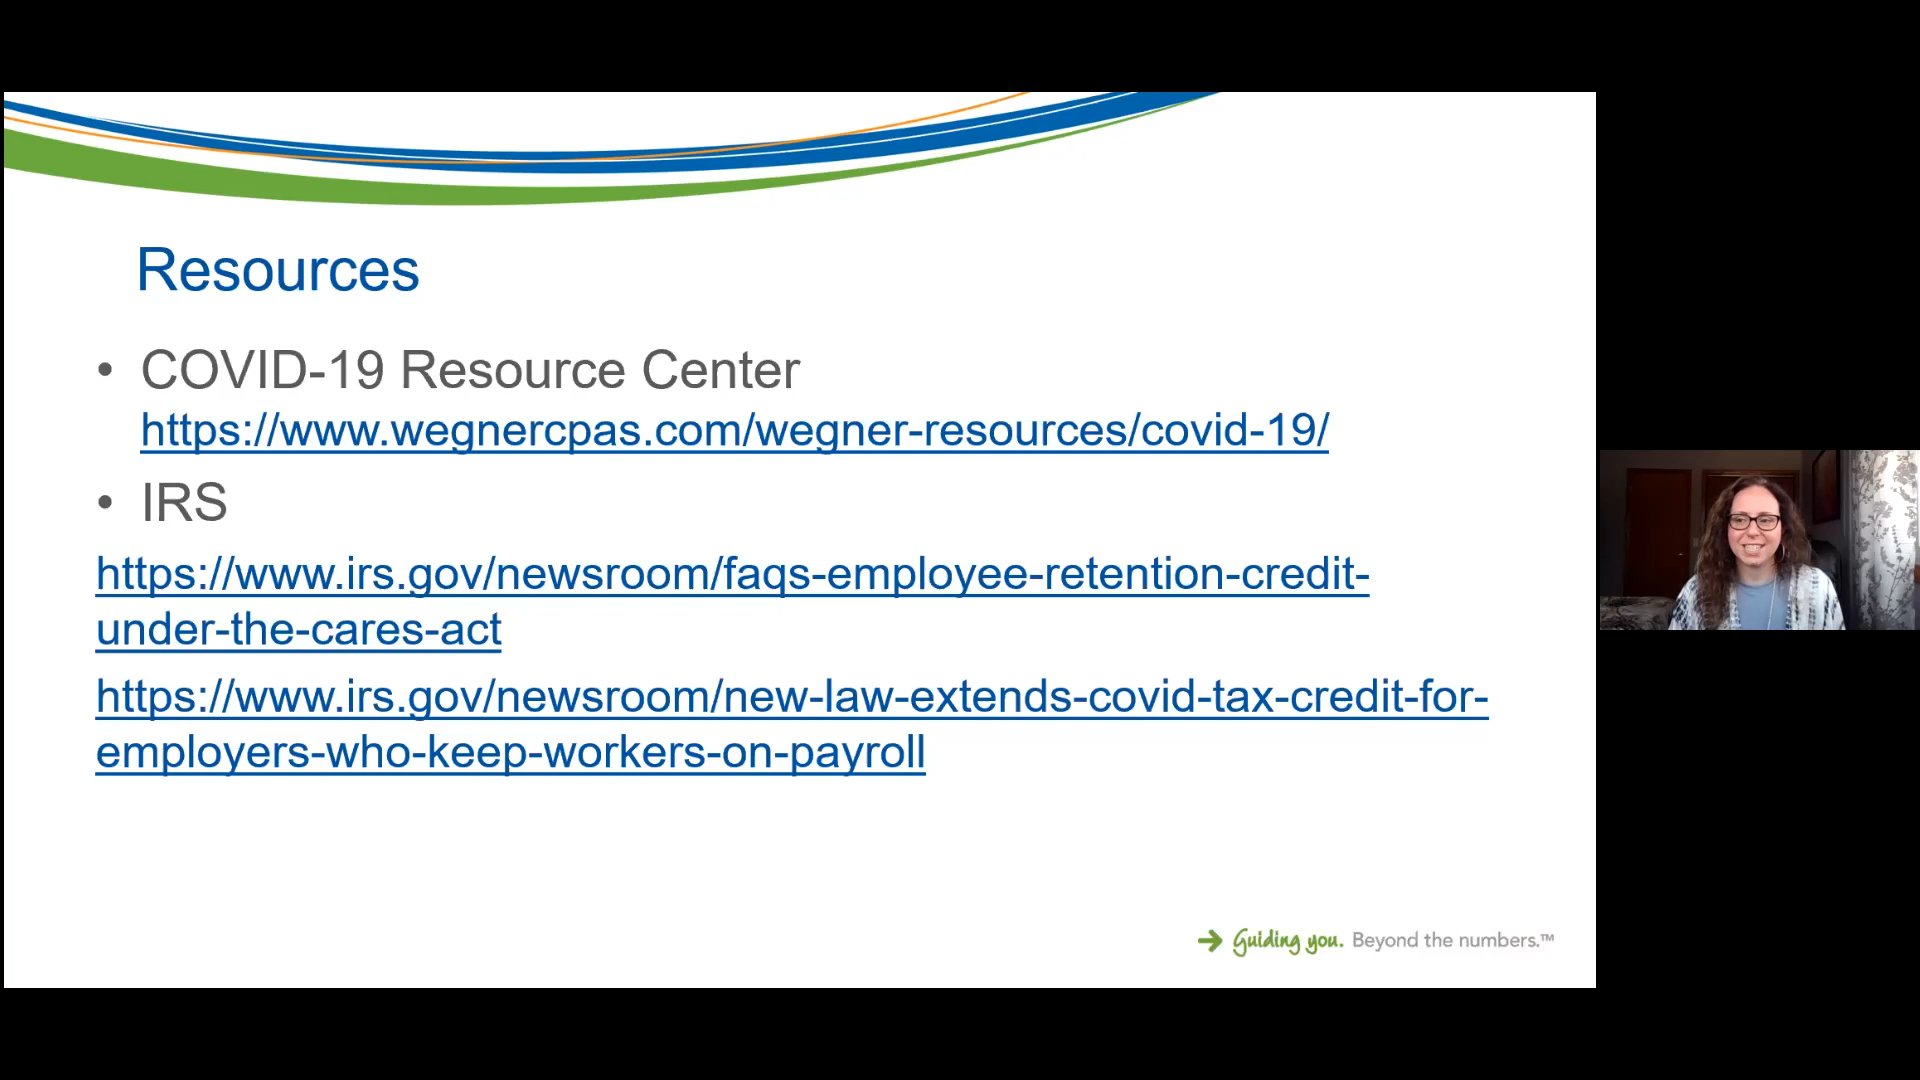 Resources
• COVID-19 Resource Center
https://www.wegnercpas.com/wegner-resources/covid-19/
• IRS
https://www.irs.gov/newsroom/faqs-employee-retention-credit-
under-the-cares-act
https://www.irs.gov/newsroom/new-law-extends-covid-tax-credit-for-
employers-who-keep-workers-on-payroll
Guiding you. Beyond the numbers.™